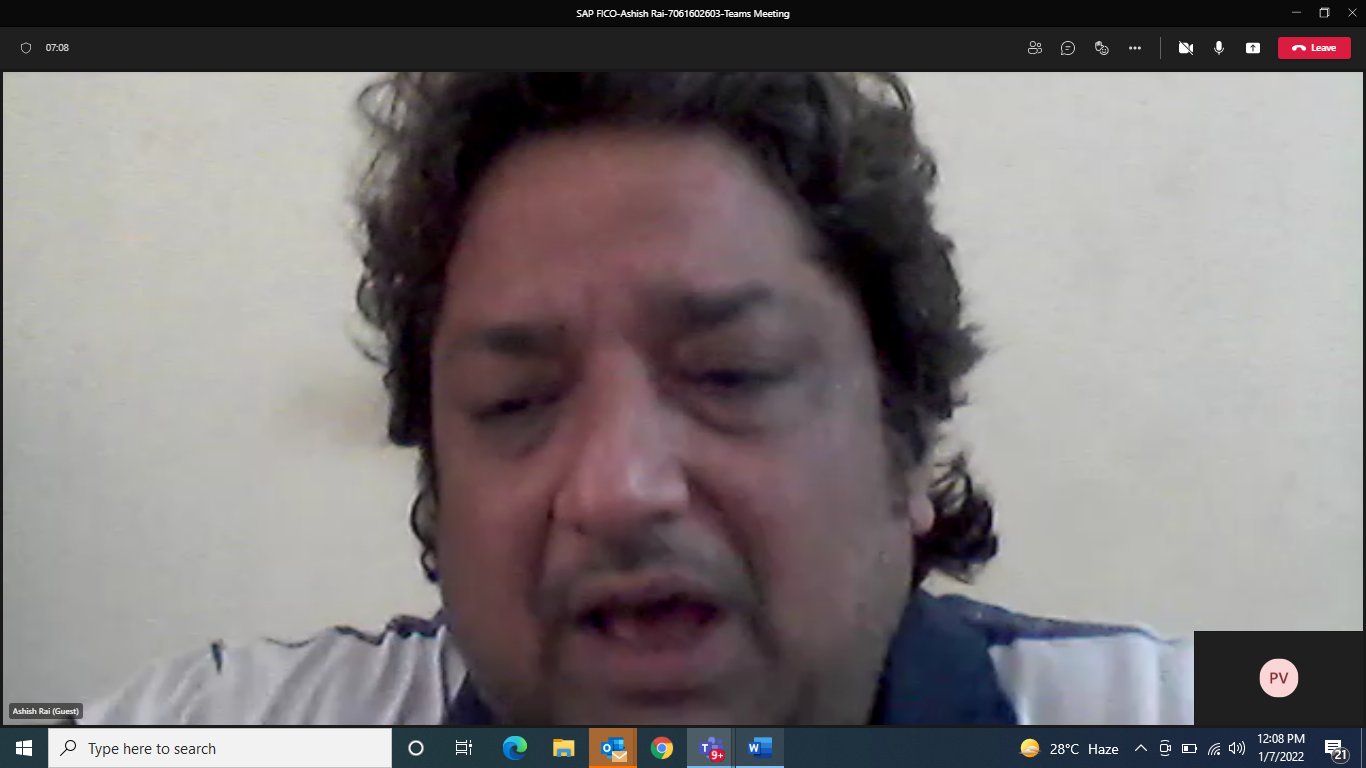 SAP FICO-Ashish Rai-7061602603-Teams Meeting
07:08
Leave
PV
Ashish Rai (Guest)
Type here to search
9+
28°C Haze
12:08 PM
1/7/2022
21